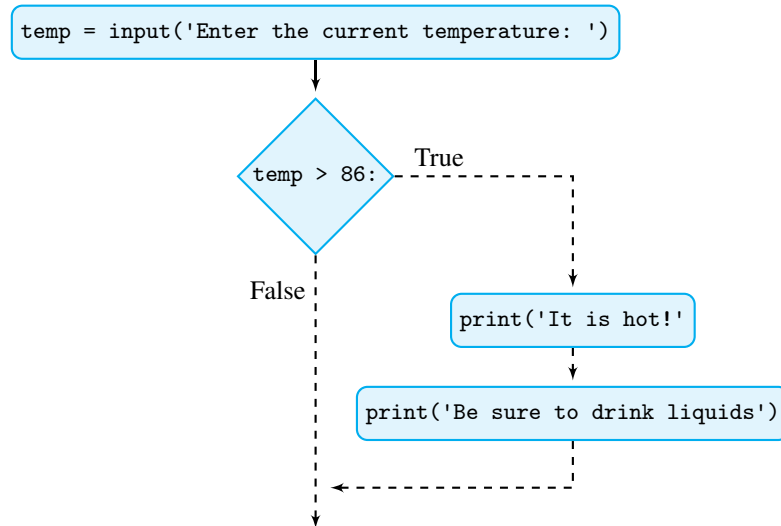 temp = input('Enter the current temperature: ')
True
temp > 86:
False
print('It is hot!'
print('Be sure to drink liquids')